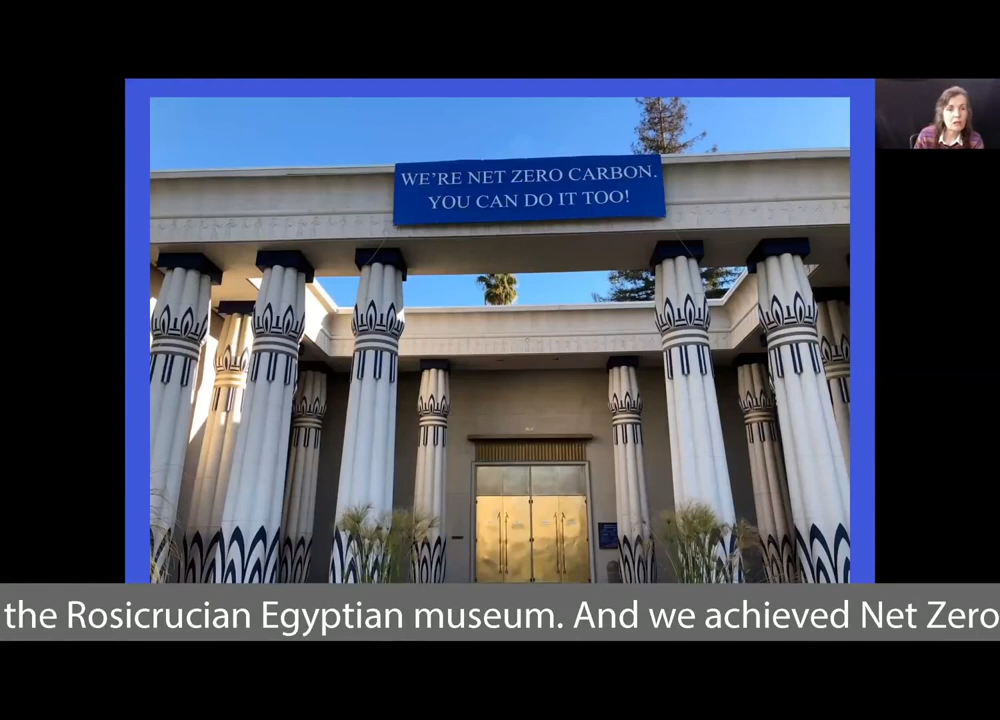 WE'RE NET ZERO CARBON.
YOU CAN DO IT TOO!
the Rosicrucian Egyptian museum. And we achieved Net Zero